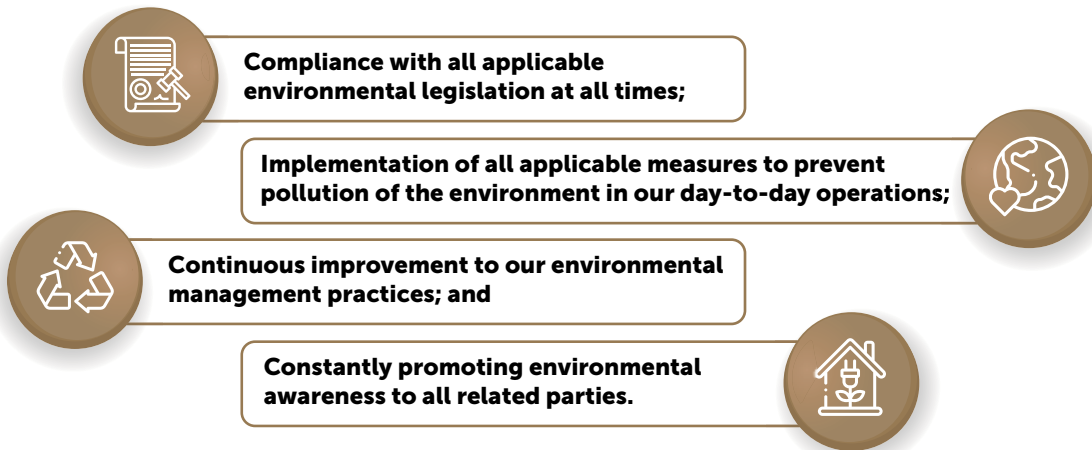 Compliance with all applicable
environmental legislation at all times;
Implementation of all applicable measures to prevent
pollution of the environment in our day-to-day operations;
Continuous improvement to our environmental
management practices; and
Constantly promoting environmental
awareness to all related parties.